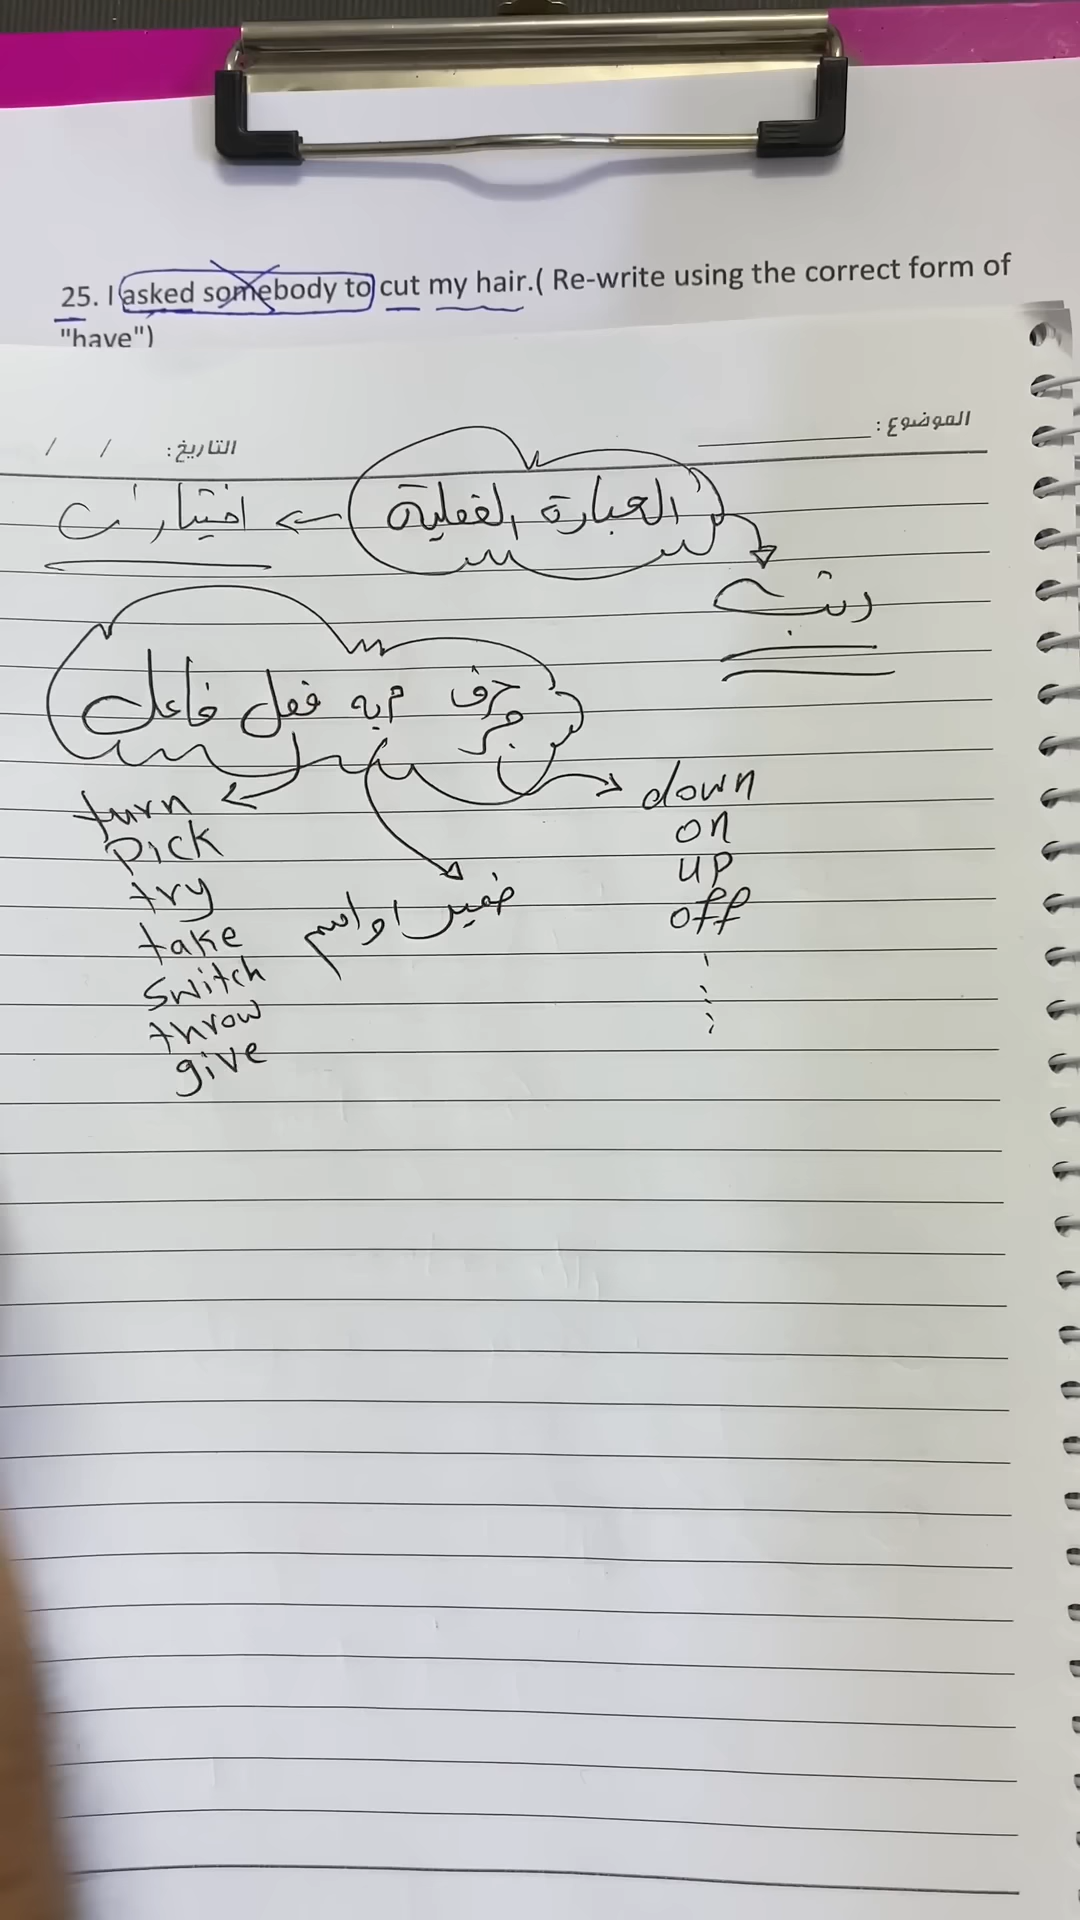 25. I asked somebody to cut my hair.( Re-write using the correct form of
"have")
الموضوع:
التاريخ: / /
العبارة الفعلية ← اختيارات
رتب
فاعل فعل م به حرف جر
turn
pick
try
take
switch
throw
give
ضمير او اسم
down
on
up
off